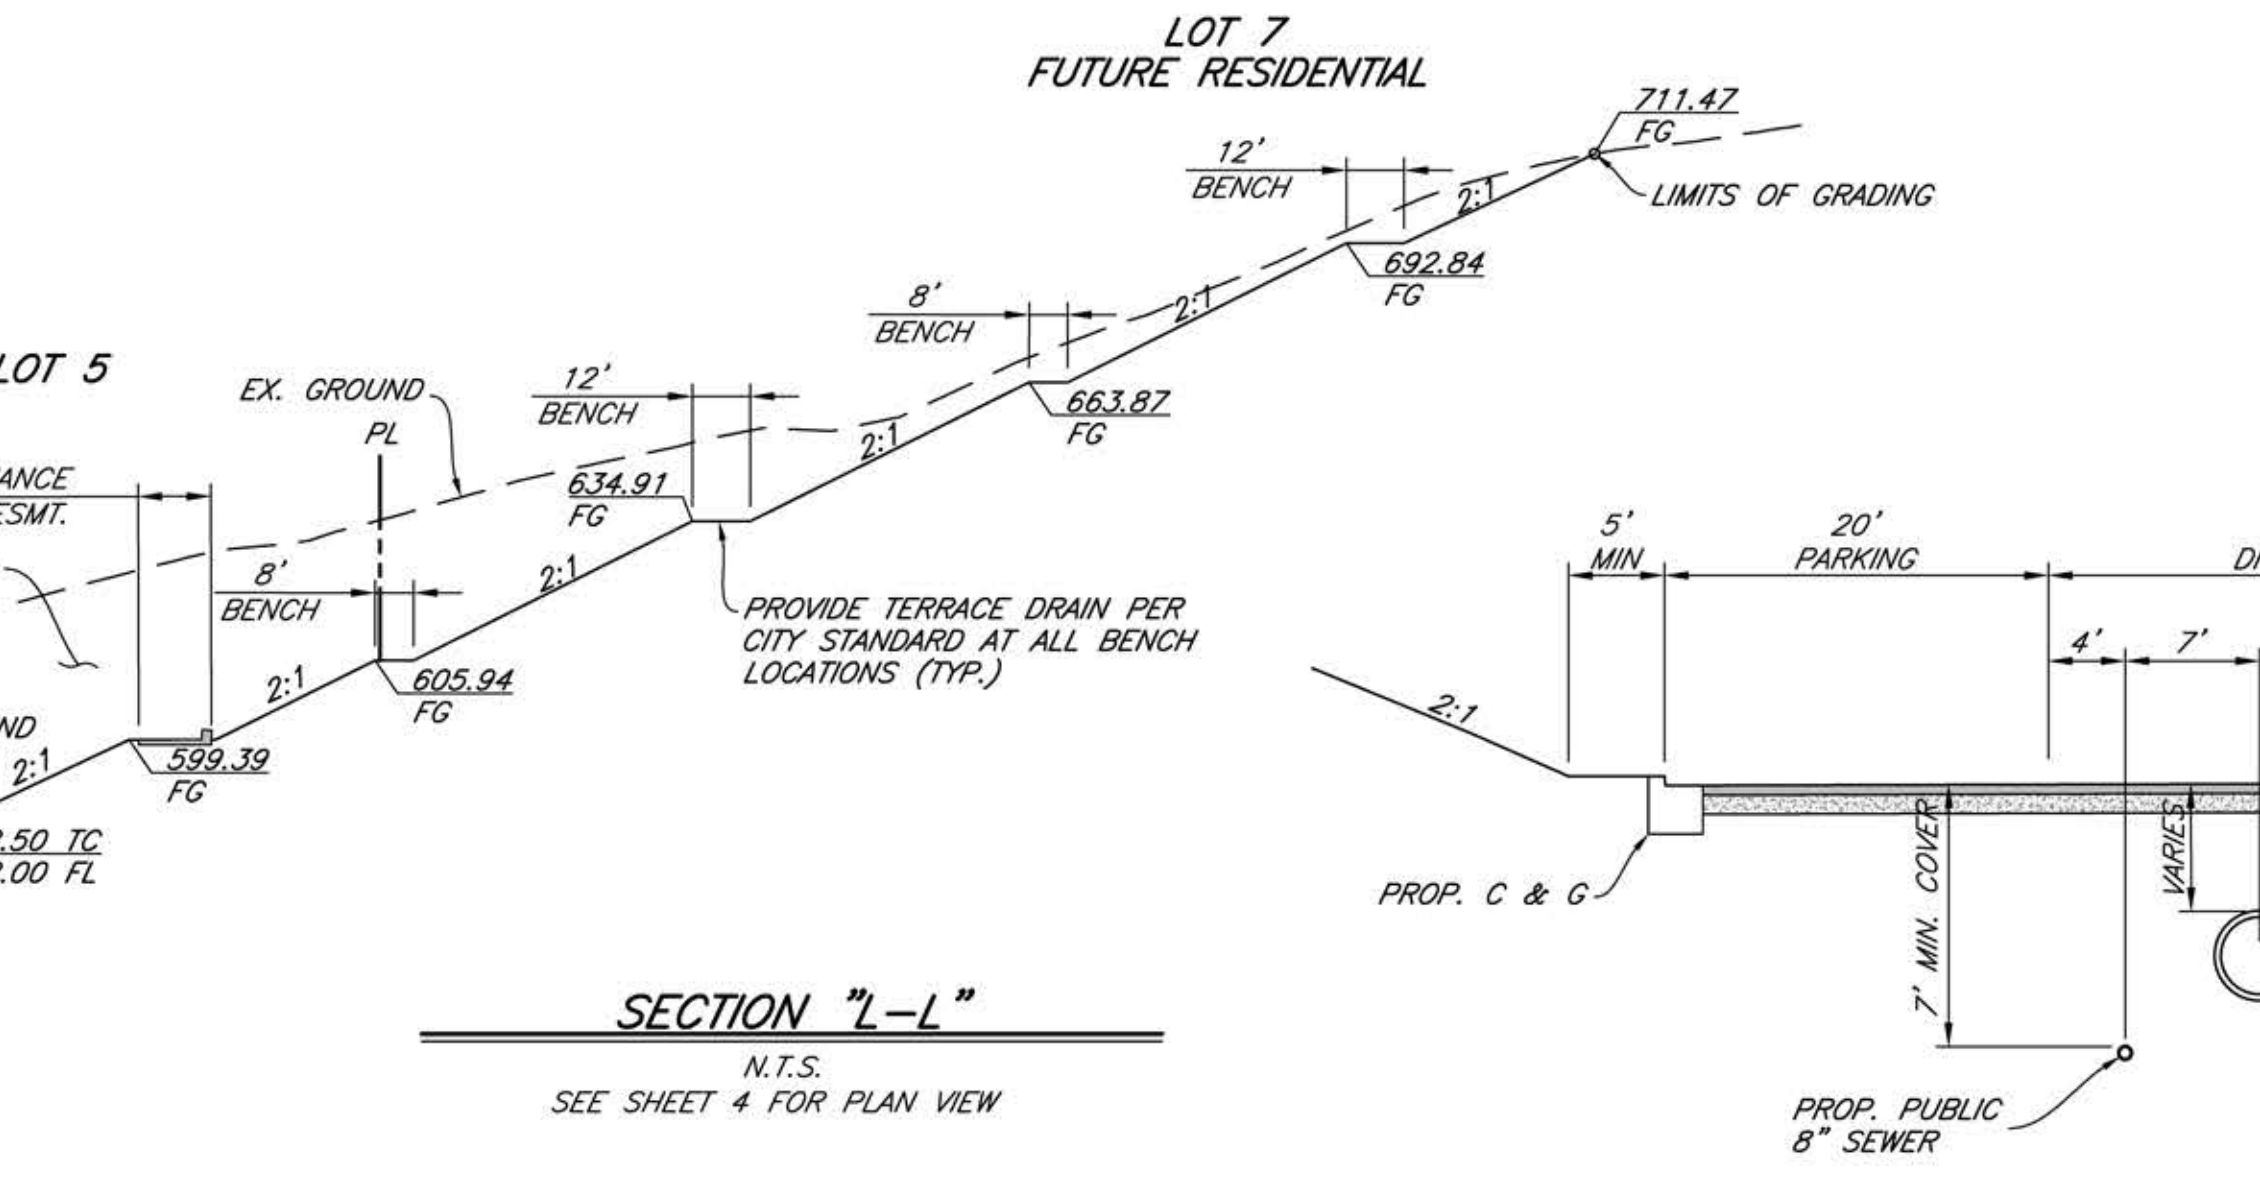 LOT 7
FUTURE RESIDENTIAL
711.47
FG
LIMITS OF GRADING
12'
BENCH
2:1
692.84
FG
8'
BENCH
2:1
663.87
FG
LOT 5
EX. GROUND
PL
12'
BENCH
2:1
634.91
FG
ESMT.
8'
BENCH
2:1
PROVIDE TERRACE DRAIN PER
CITY STANDARD AT ALL BENCH
LOCATIONS (TYP.)
2:1
605.94
FG
2:1
599.39
FG
.50 TC
.00 FL
SECTION "L-L"
N.T.S.
SEE SHEET 4 FOR PLAN VIEW
5'
MIN
20'
PARKING
4'
7'
2:1
PROP. C & G
7' MIN. COVER
VARIES
PROP. PUBLIC
8" SEWER